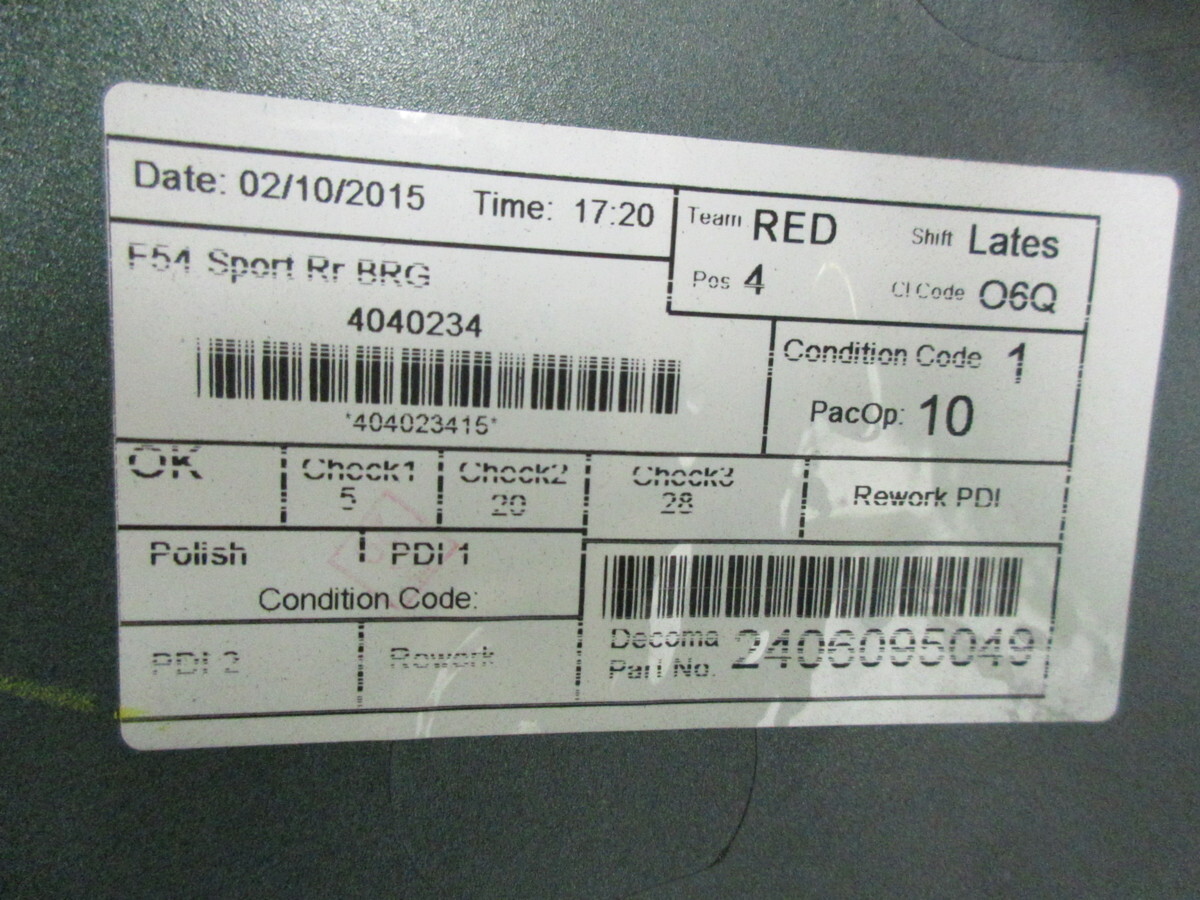 Date: 02/10/2015 Time: 17:20
Team RED Shift Lates
Pos 4 CI Code O6Q
F54 Sport Rr BRG
4040234
*404023415*
Condition Code 1
PacOp: 10
OK Check1 Check2 Check3 Rework PDI
5 20 28
Polish PDI 1
Condition Code:
PDI 2 Rework
Decoma
Part No. 2406095049